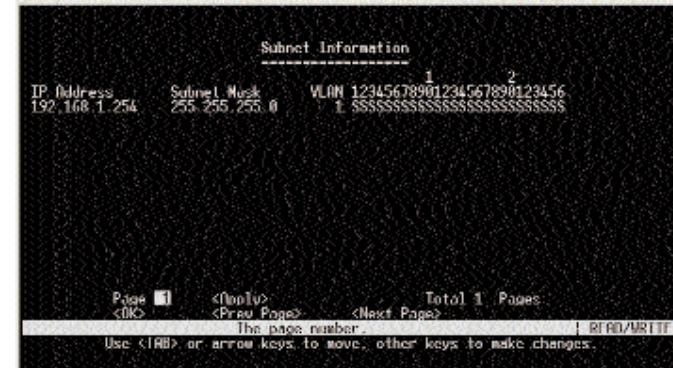 Subnet Information
------------------
1 2
IP Address Subnet Mask VLAN 12345678901234567890123456
192.168.1.254 255.255.255.0 1 SSSSSSSSSSSSSSSSSSSSSSSSSS
Page 1 <Apply> Total 1 Pages
<OK> <Prev Page> <Next Page>
The page number. | READ/WRITE
Use <TAB> or arrow keys to move, other keys to make changes.